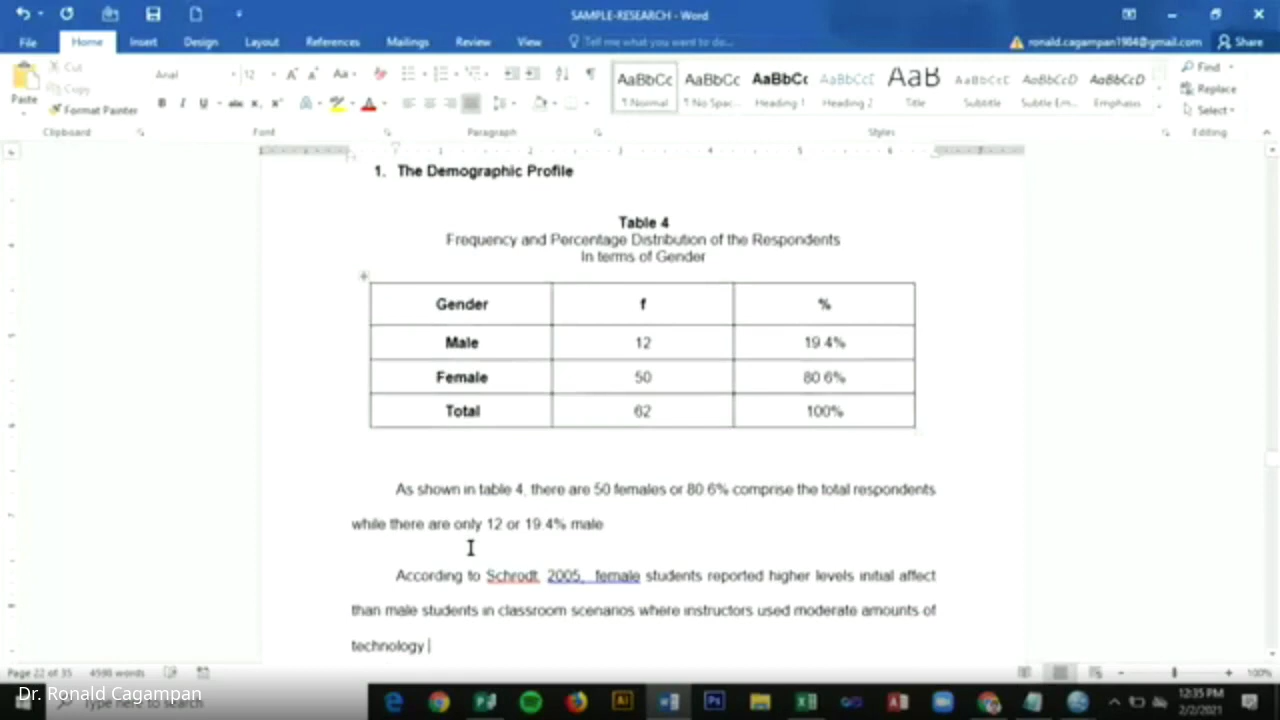 SAMPLE-RESEARCH - Word
File Home Insert Design Layout References Mailings Review View Tell me what you want to do... ronald.cagampan1984@gmail.com Share
Cut
Copy
Paste Format Painter
Arial 12
AaBbCc AaBbCc AaBbCc AaBbCcD AaB AaBbCcC AaBbCcD AaBbCcD
¶ Normal ¶ No Spac... Heading 1 Heading 2 Title Subtitle Subtle Em... Emphasis
Find
Replace
Select
Clipboard Font Paragraph Styles Editing
1. The Demographic Profile
Table 4
Frequency and Percentage Distribution of the Respondents
In terms of Gender
Gender f %
Male 12 19.4%
Female 50 80.6%
Total 62 100%
As shown in table 4, there are 50 females or 80.6% comprise the total respondents
while there are only 12 or 19.4% male
According to Schrodt, 2005, female students reported higher levels initial affect
than male students in classroom scenarios where instructors used moderate amounts of
technology
Page 22 of 35 4598 words 100%
Dr. Ronald Cagampan
Type here to search
12:35 PM
2/2/2021